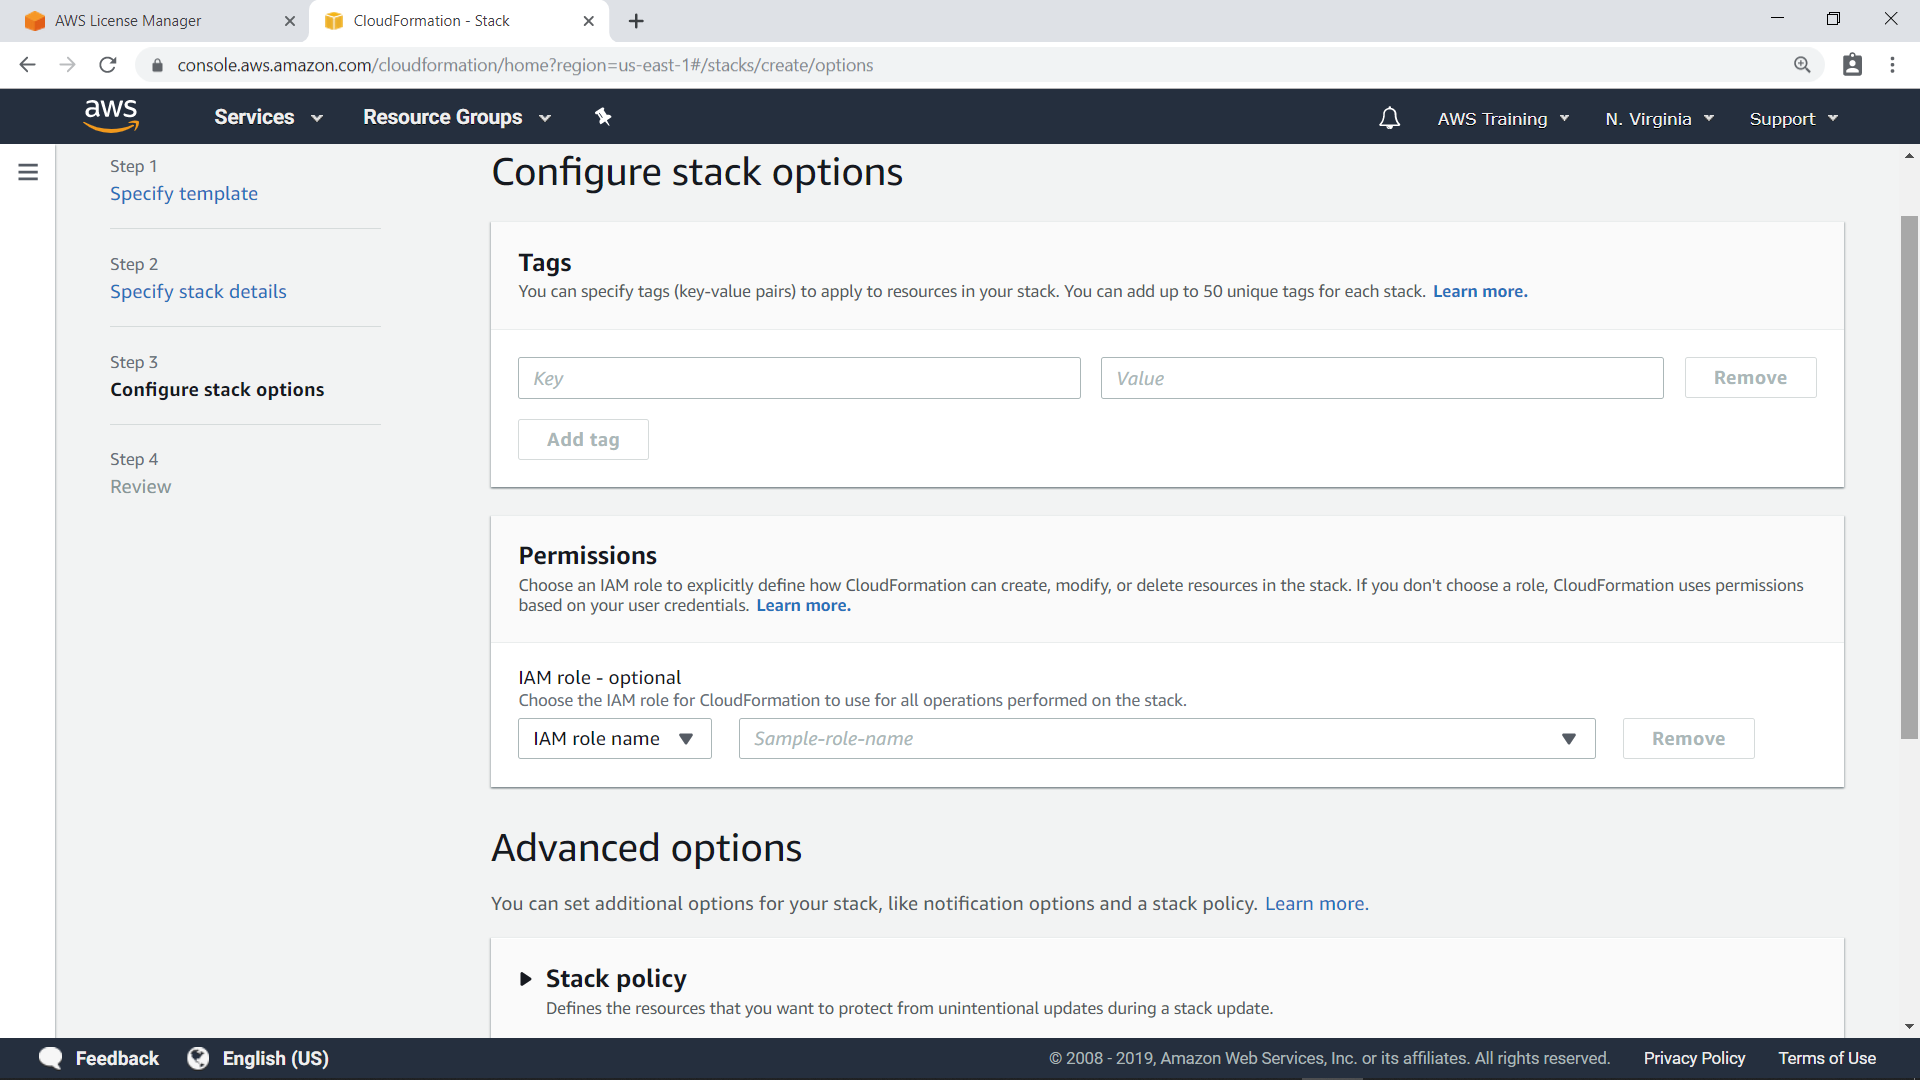 AWS License Manager
CloudFormation - Stack
console.aws.amazon.com/cloudformation/home?region=us-east-1#/stacks/create/options
aws
Services
Resource Groups
AWS Training
N. Virginia
Support
Step 1
Specify template
Step 2
Specify stack details
Step 3
Configure stack options
Step 4
Review
Configure stack options
Tags
You can specify tags (key-value pairs) to apply to resources in your stack. You can add up to 50 unique tags for each stack. Learn more.
Key
Value
Remove
Add tag
Permissions
Choose an IAM role to explicitly define how CloudFormation can create, modify, or delete resources in the stack. If you don't choose a role, CloudFormation uses permissions
based on your user credentials. Learn more.
IAM role - optional
Choose the IAM role for CloudFormation to use for all operations performed on the stack.
IAM role name
Sample-role-name
Remove
Advanced options
You can set additional options for your stack, like notification options and a stack policy. Learn more.
Stack policy
Defines the resources that you want to protect from unintentional updates during a stack update.
Feedback
English (US)
© 2008 - 2019, Amazon Web Services, Inc. or its affiliates. All rights reserved.
Privacy Policy
Terms of Use